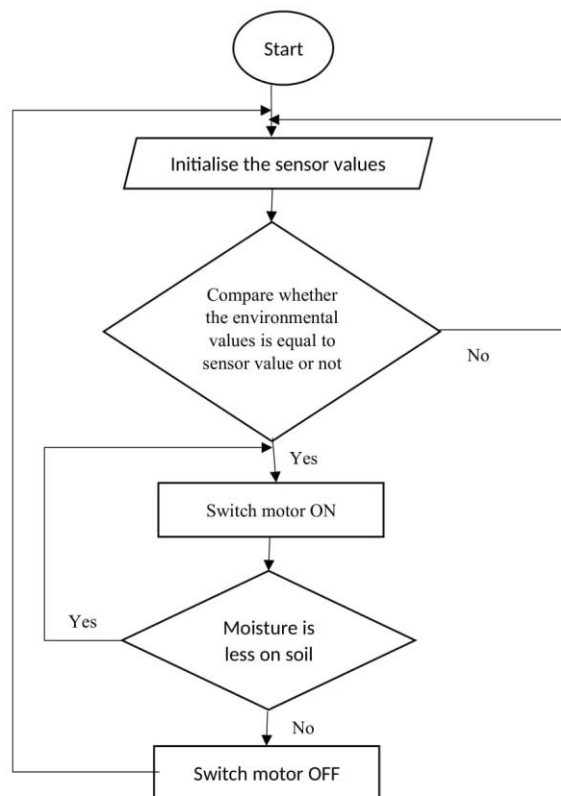 Start
Initialise the sensor values
Compare whether
the environmental
values is equal to
sensor value or not
No
Yes
Switch motor ON
Yes
Moisture is
less on soil
No
Switch motor OFF